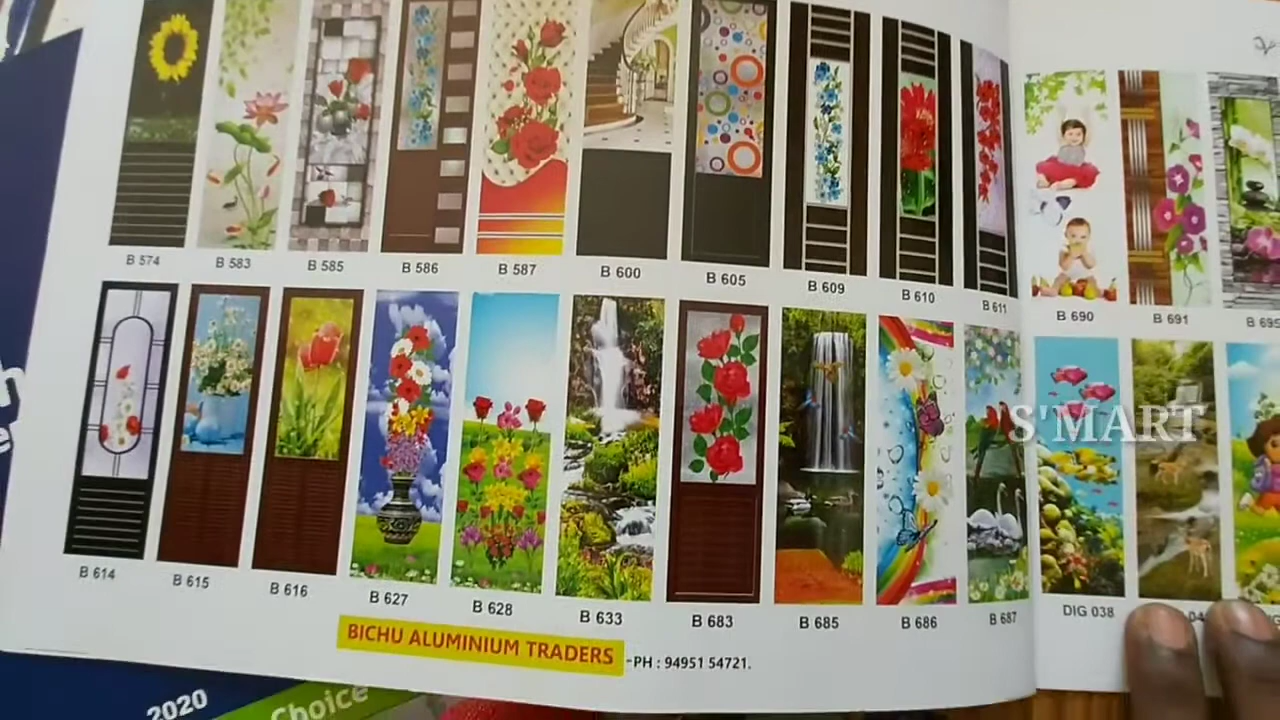 B 574 B 583 B 585 B 586 B 587 B 600 B 605 B 609 B 610 B 611
B 690 B 691 B 695
B 614 B 615 B 616 B 627 B 628 B 633 B 683 B 685 B 686 B 687
DIG 038
S'MART
BICHU ALUMINIUM TRADERS -PH : 94951 54721.
2020
Choice